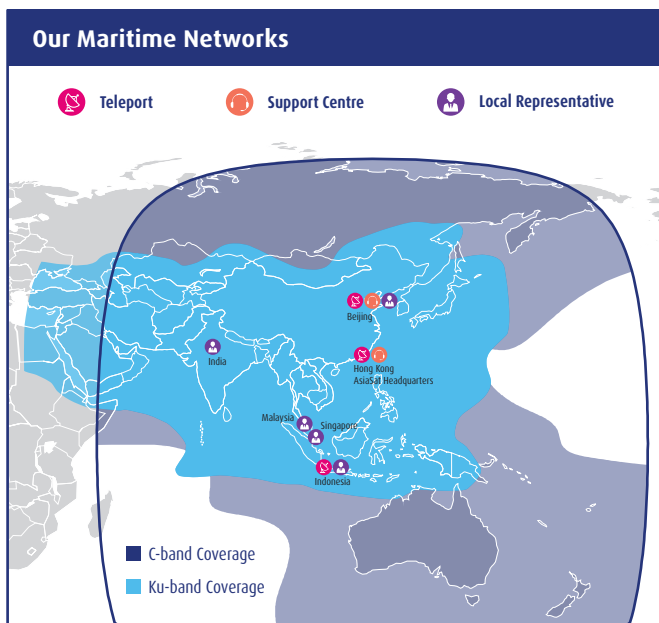 Our Maritime Networks
Teleport
Support Centre
Local Representative
Beijing
India
Hong Kong
AsiaSat Headquarters
Malaysia
Singapore
Indonesia
C-band Coverage
Ku-band Coverage